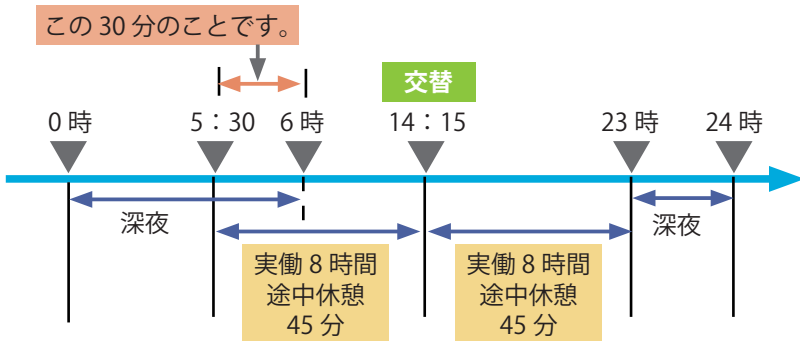 この 30 分のことです。
交替
0 時
5：30
6 時
14：15
23 時
24 時
深夜
深夜
実働 8 時間
途中休憩
45 分
実働 8 時間
途中休憩
45 分